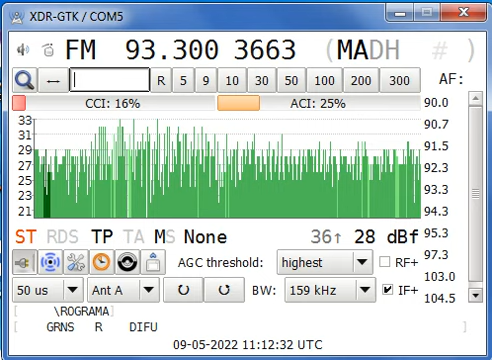 XDR-GTK / COM5
FM 93.300 3663 (MADH # )
↔ R 5 9 10 30 50 100 200 300 AF:
CCI: 16% ACI: 25%
33
31
29
27
25
23
21
90.0
90.7
91.5
92.3
93.3
94.3
95.3
97.3
103.0
104.5
ST RDS TP TA MS None 36↑ 28 dBf
AGC threshold: highest RF+
50 us Ant A BW: 159 kHz IF+
[ \ROGRAMA]
[ GRNS R DIFU ]
09-05-2022 11:12:32 UTC